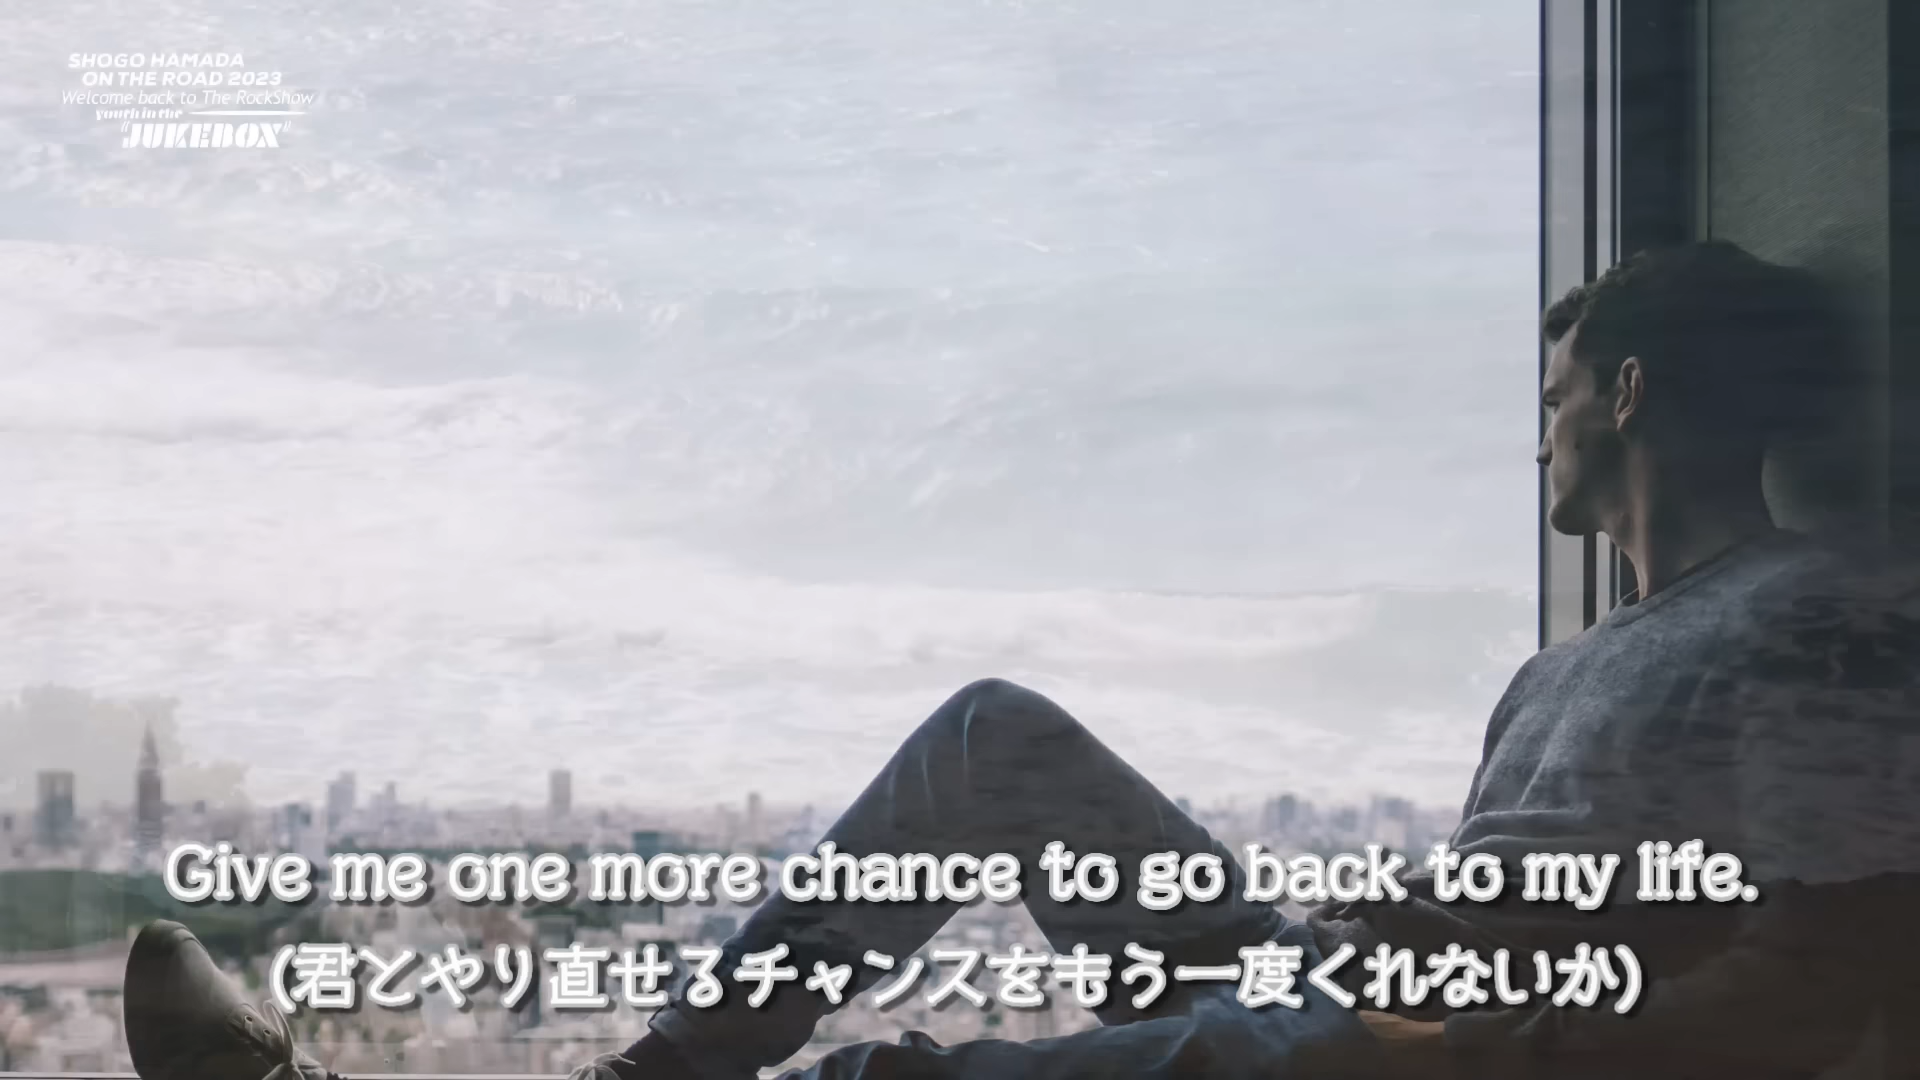 SHOGO HAMADA
ON THE ROAD 2023
Welcome back to The RockShow
youth in the
"JUKEBOX"
Give me one more chance to go back to my life.
(君とやり直せるチャンスをもう一度くれないか)